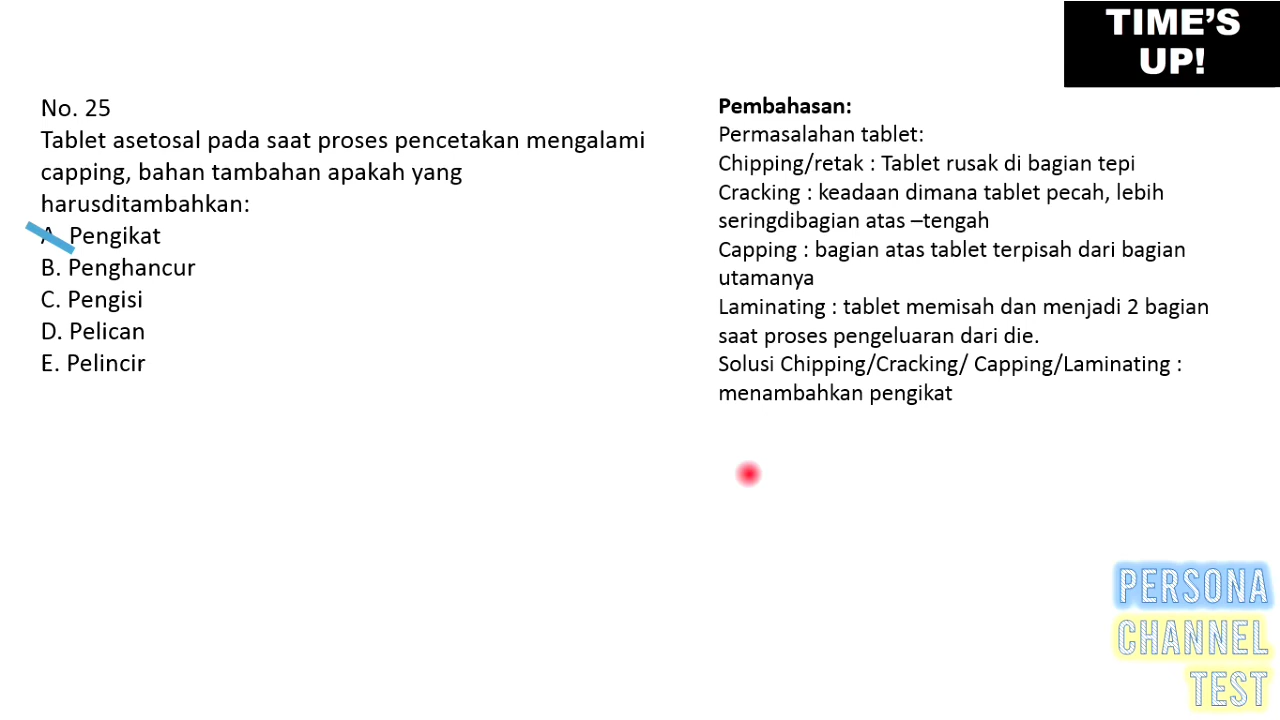 TIME'S
UP!
No. 25
Tablet asetosal pada saat proses pencetakan mengalami
capping, bahan tambahan apakah yang
harusditambahkan:
A. Pengikat
B. Penghancur
C. Pengisi
D. Pelican
E. Pelincir
Pembahasan:
Permasalahan tablet:
Chipping/retak : Tablet rusak di bagian tepi
Cracking : keadaan dimana tablet pecah, lebih
seringdibagian atas –tengah
Capping : bagian atas tablet terpisah dari bagian
utamanya
Laminating : tablet memisah dan menjadi 2 bagian
saat proses pengeluaran dari die.
Solusi Chipping/Cracking/ Capping/Laminating :
menambahkan pengikat
PERSONA
CHANNEL
TEST